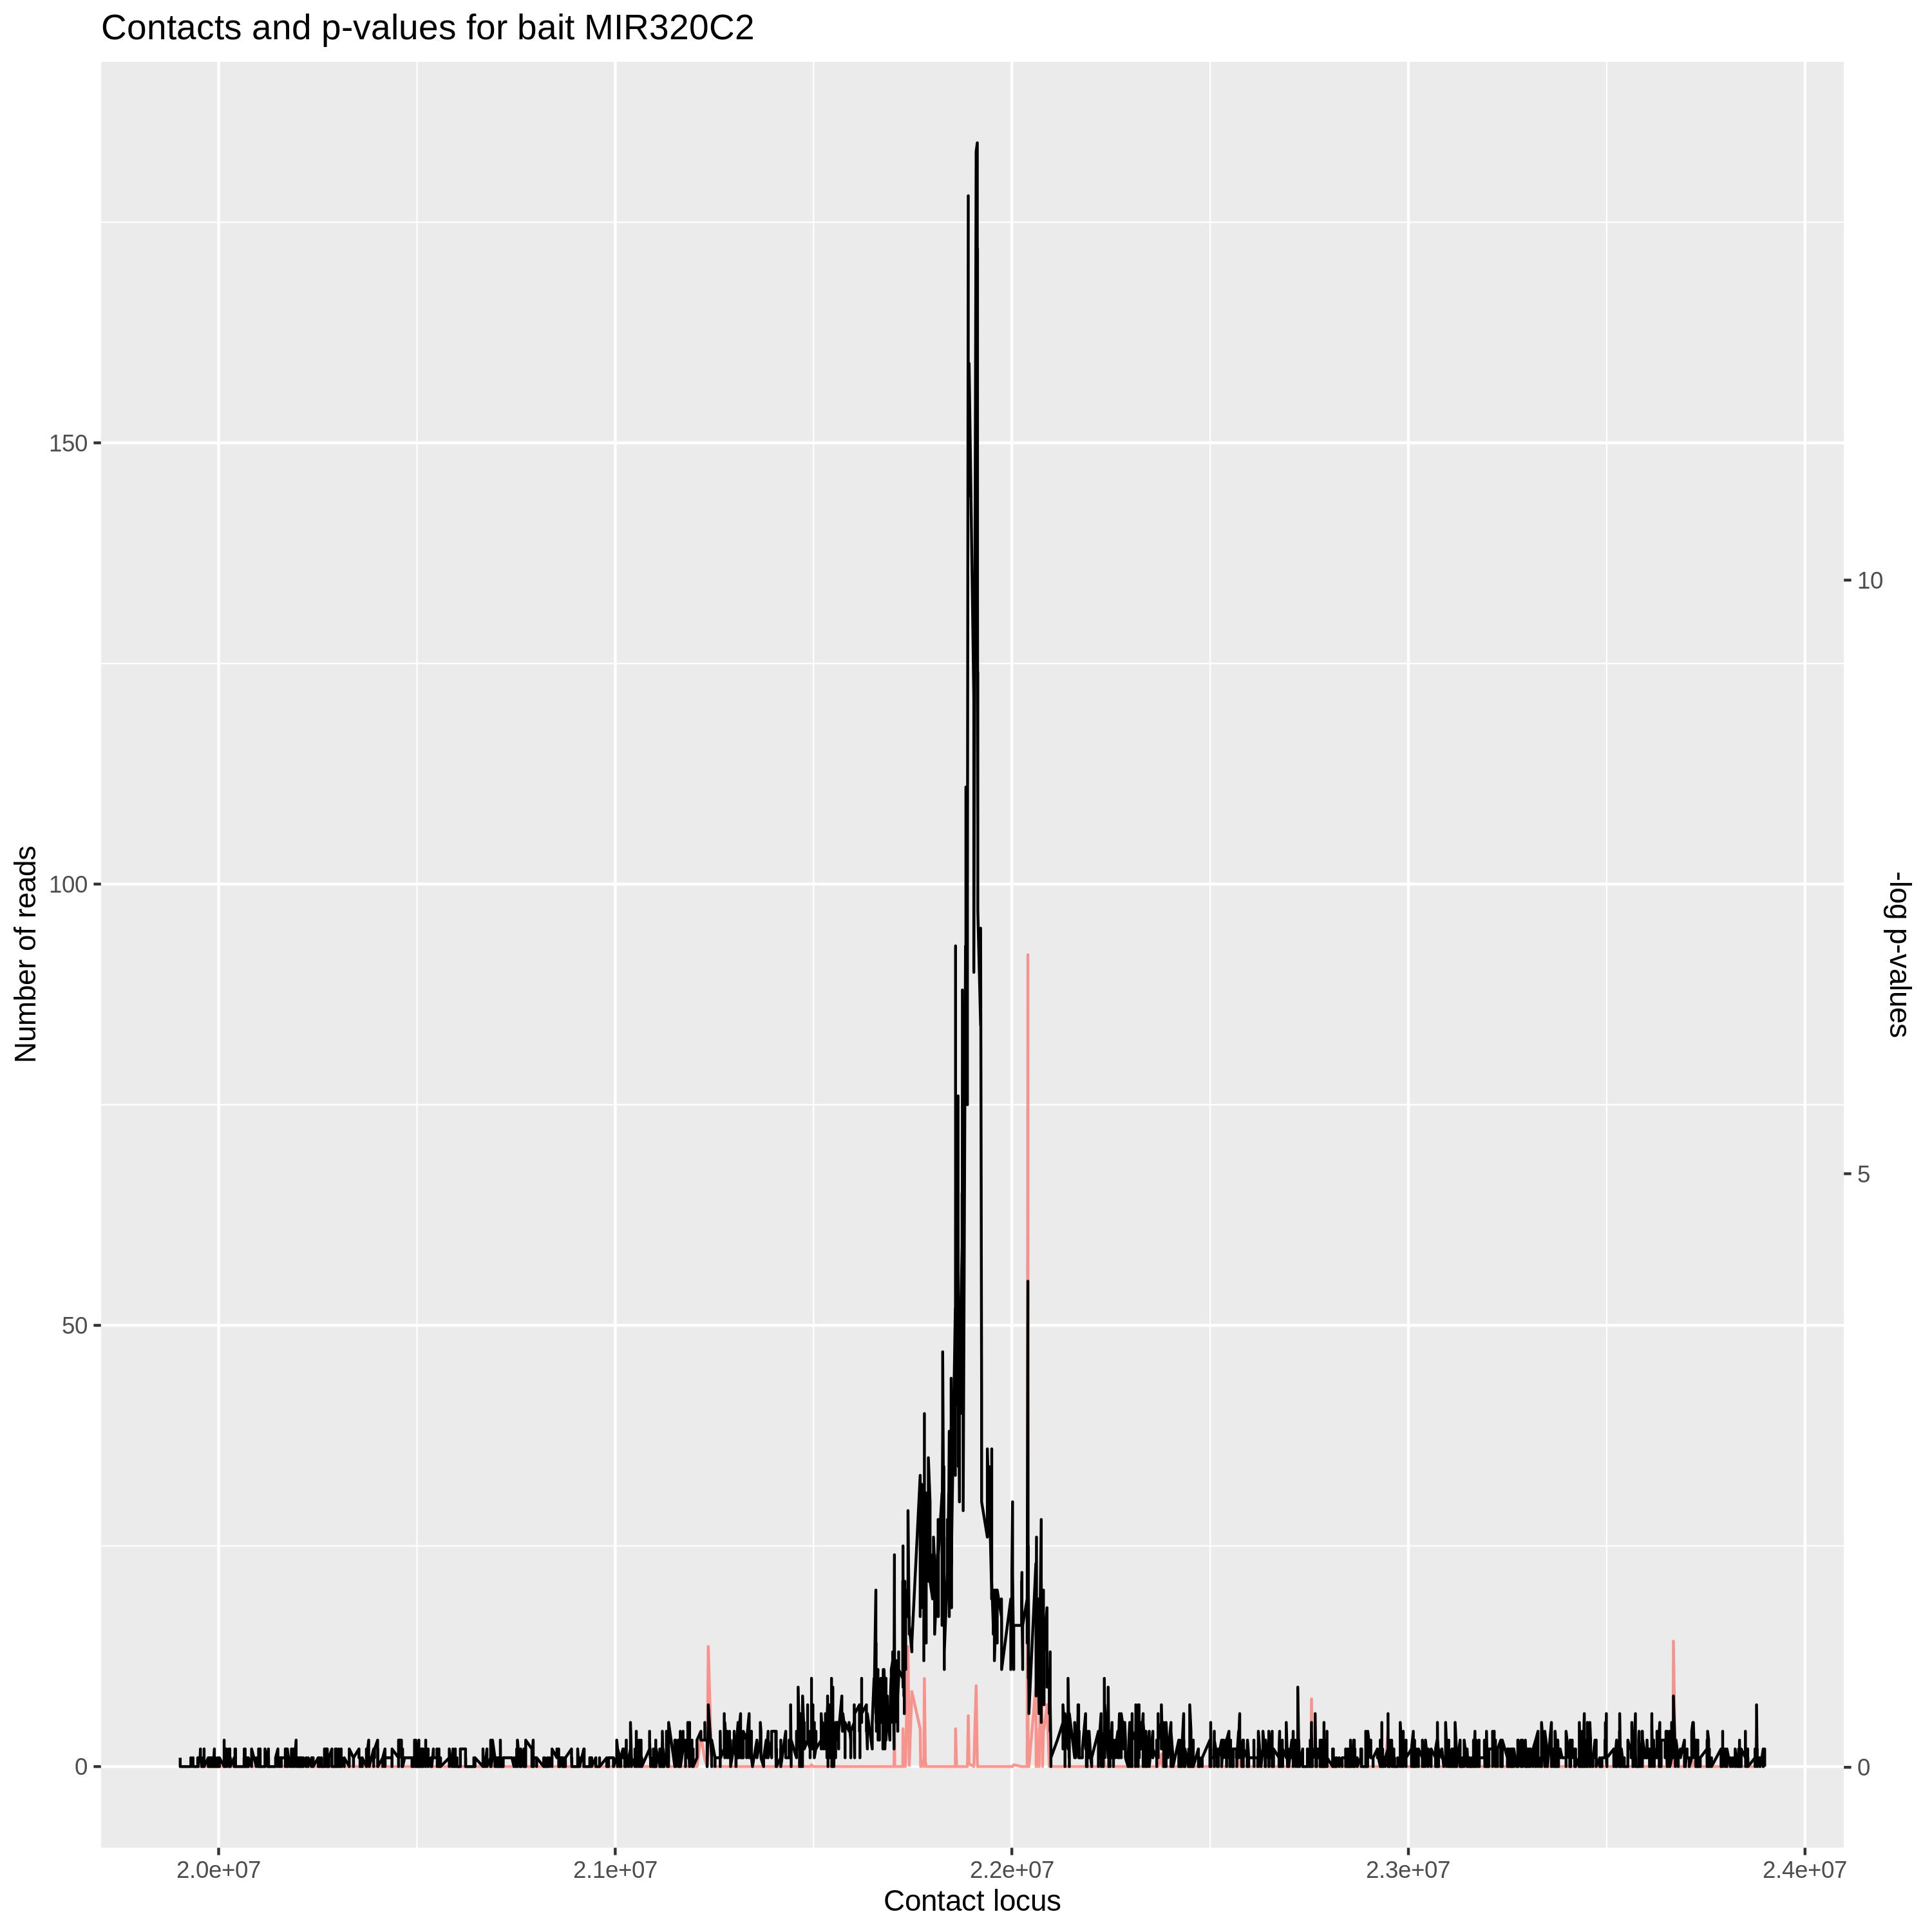 Contacts and p-values for bait MIR320C2
Number of reads
150
100
50
0
10
5
0
-log p-values
2.0e+07
2.1e+07
2.2e+07
2.3e+07
2.4e+07
Contact locus